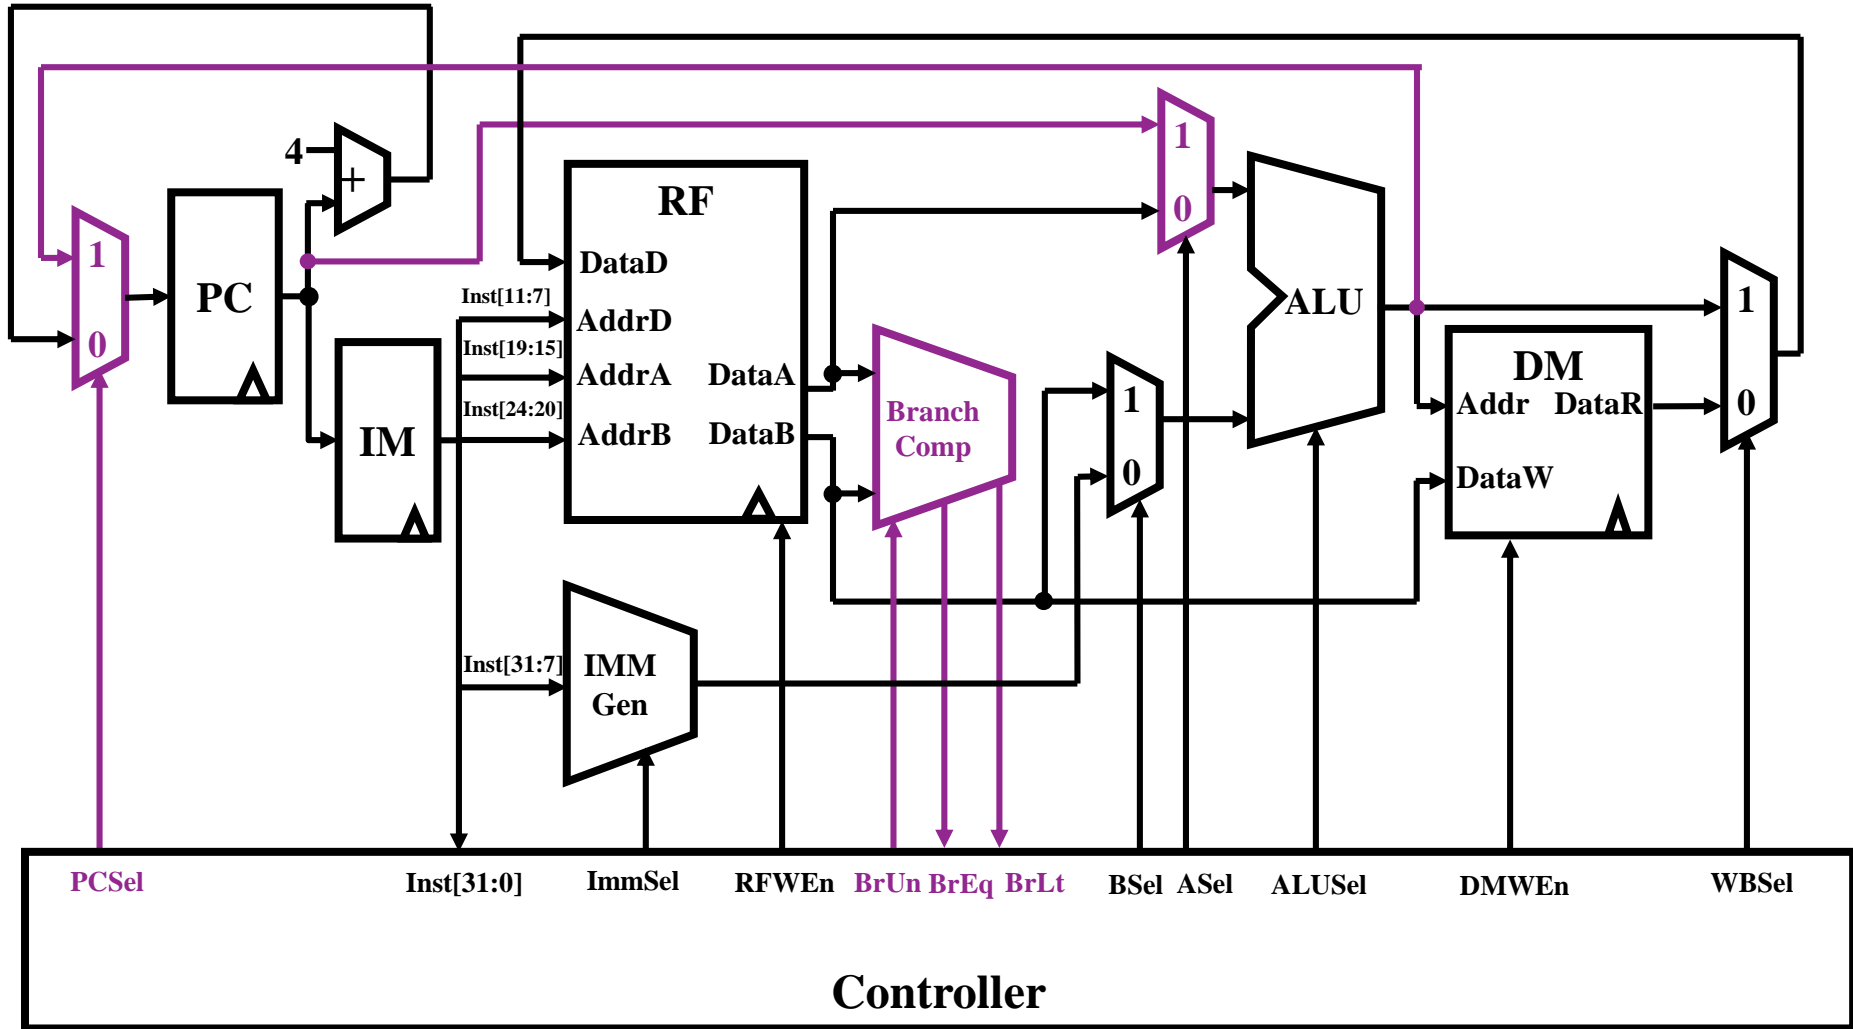 4
+
1
0
PC
IM
RF
DataD
Inst[11:7]
AddrD
Inst[19:15]
AddrA
DataA
Inst[24:20]
AddrB
DataB
Branch
Comp
1
0
1
0
ALU
DM
Addr
DataR
DataW
1
0
Inst[31:7]
IMM
Gen
PCSel
Inst[31:0]
ImmSel
RFWEn
BrUn
BrEq
BrLt
BSel
ASel
ALUSel
DMWEn
WBSel
Controller